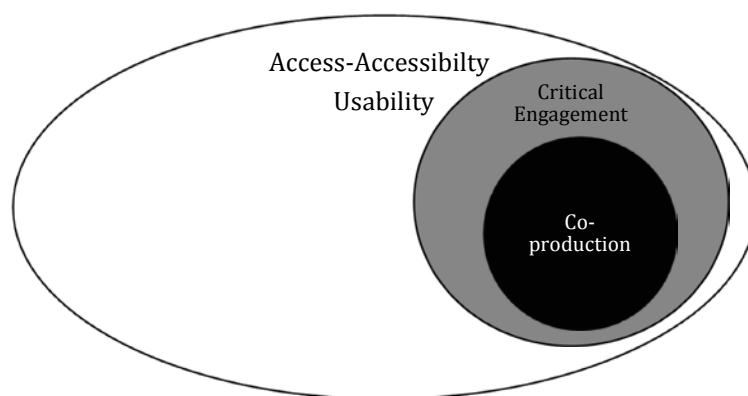 Access-Accessibilty
Usability
Critical
Engagement
Co-
production